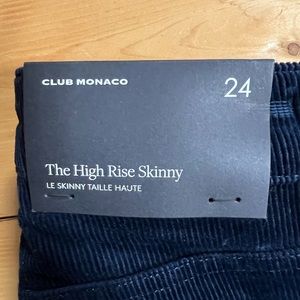 CLUB MONACO 24
The High Rise Skinny
LE SKINNY TAILLE HAUTE